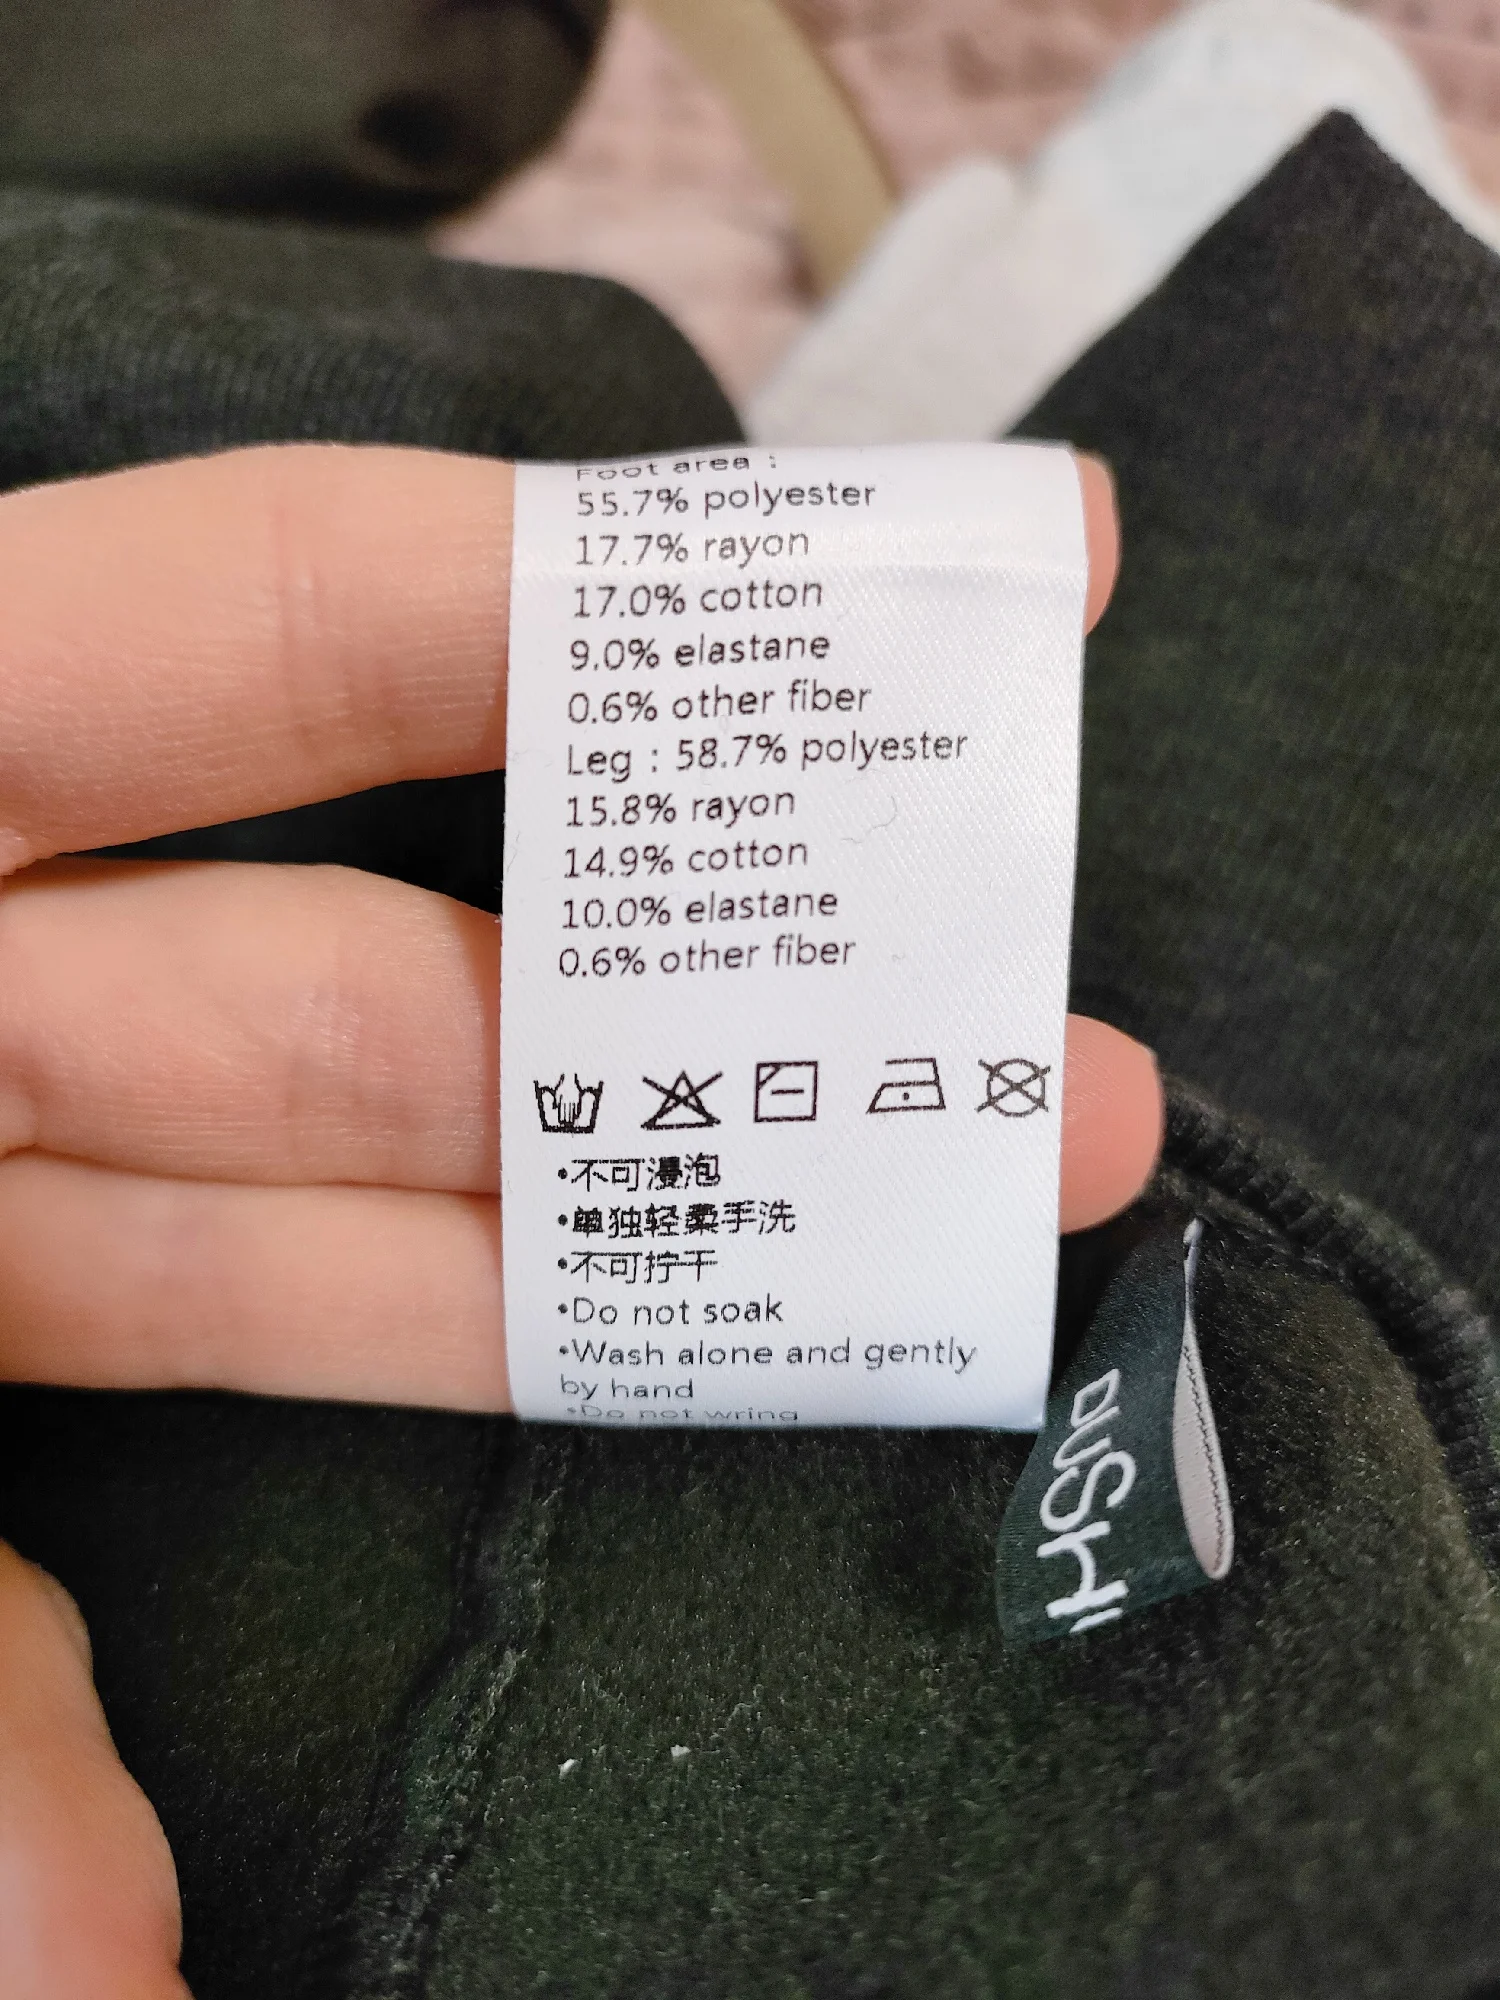 Foot area :
55.7% polyester
17.7% rayon
17.0% cotton
9.0% elastane
0.6% other fiber
Leg : 58.7% polyester
15.8% rayon
14.9% cotton
10.0% elastane
0.6% other fiber
•不可浸泡
•单独轻柔手洗
•不可拧干
•Do not soak
•Wash alone and gently
by hand
•Do not wring